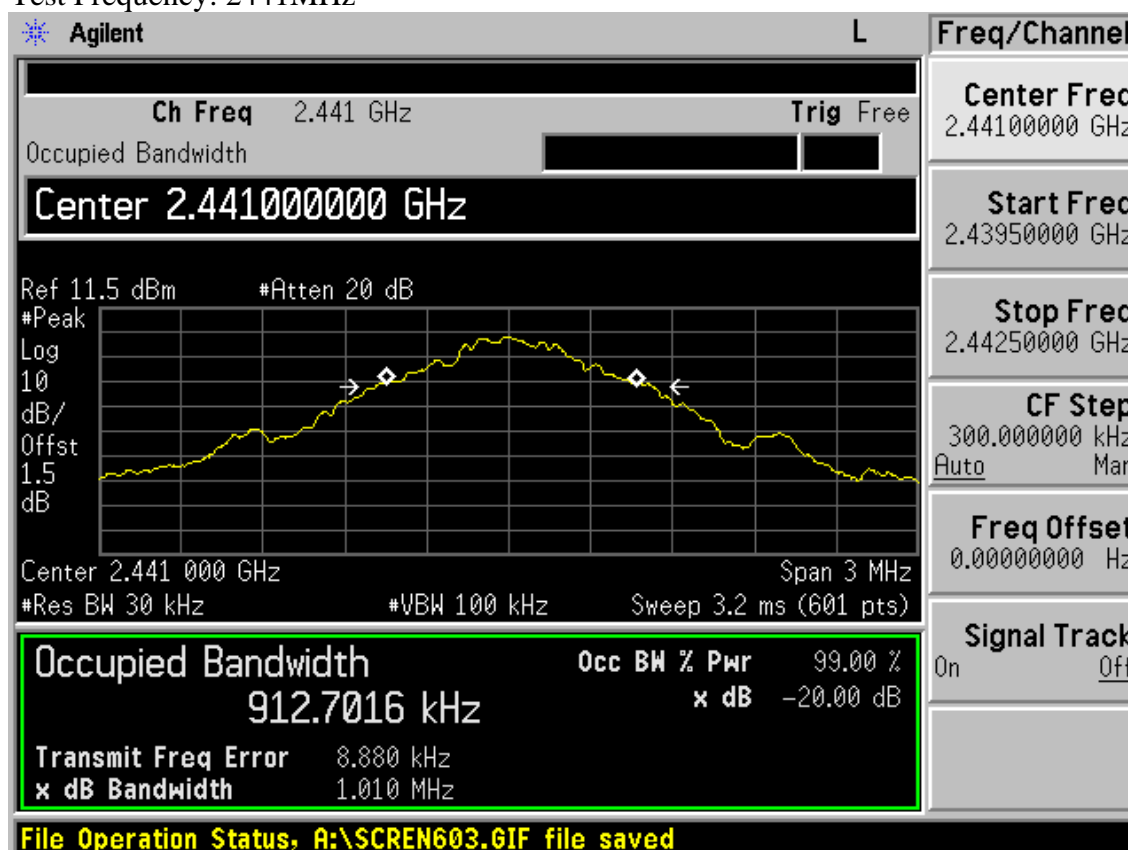 Test Frequency: 2441MHz
Agilent L
Freq/Channel
Ch Freq 2.441 GHz Trig Free
Occupied Bandwidth
Center 2.441000000 GHz
Ref 11.5 dBm #Atten 20 dB
#Peak
Log
10
dB/
Offst
1.5
dB
Center 2.441 000 GHz Span 3 MHz
#Res BW 30 kHz #VBW 100 kHz Sweep 3.2 ms (601 pts)
Occupied Bandwidth
912.7016 kHz
Occ BW % Pwr 99.00 %
x dB -20.00 dB
Transmit Freq Error 8.880 kHz
x dB Bandwidth 1.010 MHz
File Operation Status, A:\SCREN603.GIF file saved
Center Freq
2.44100000 GHz
Start Freq
2.43950000 GHz
Stop Freq
2.44250000 GHz
CF Step
300.000000 kHz
Auto Man
Freq Offset
0.00000000 Hz
Signal Track
On Off